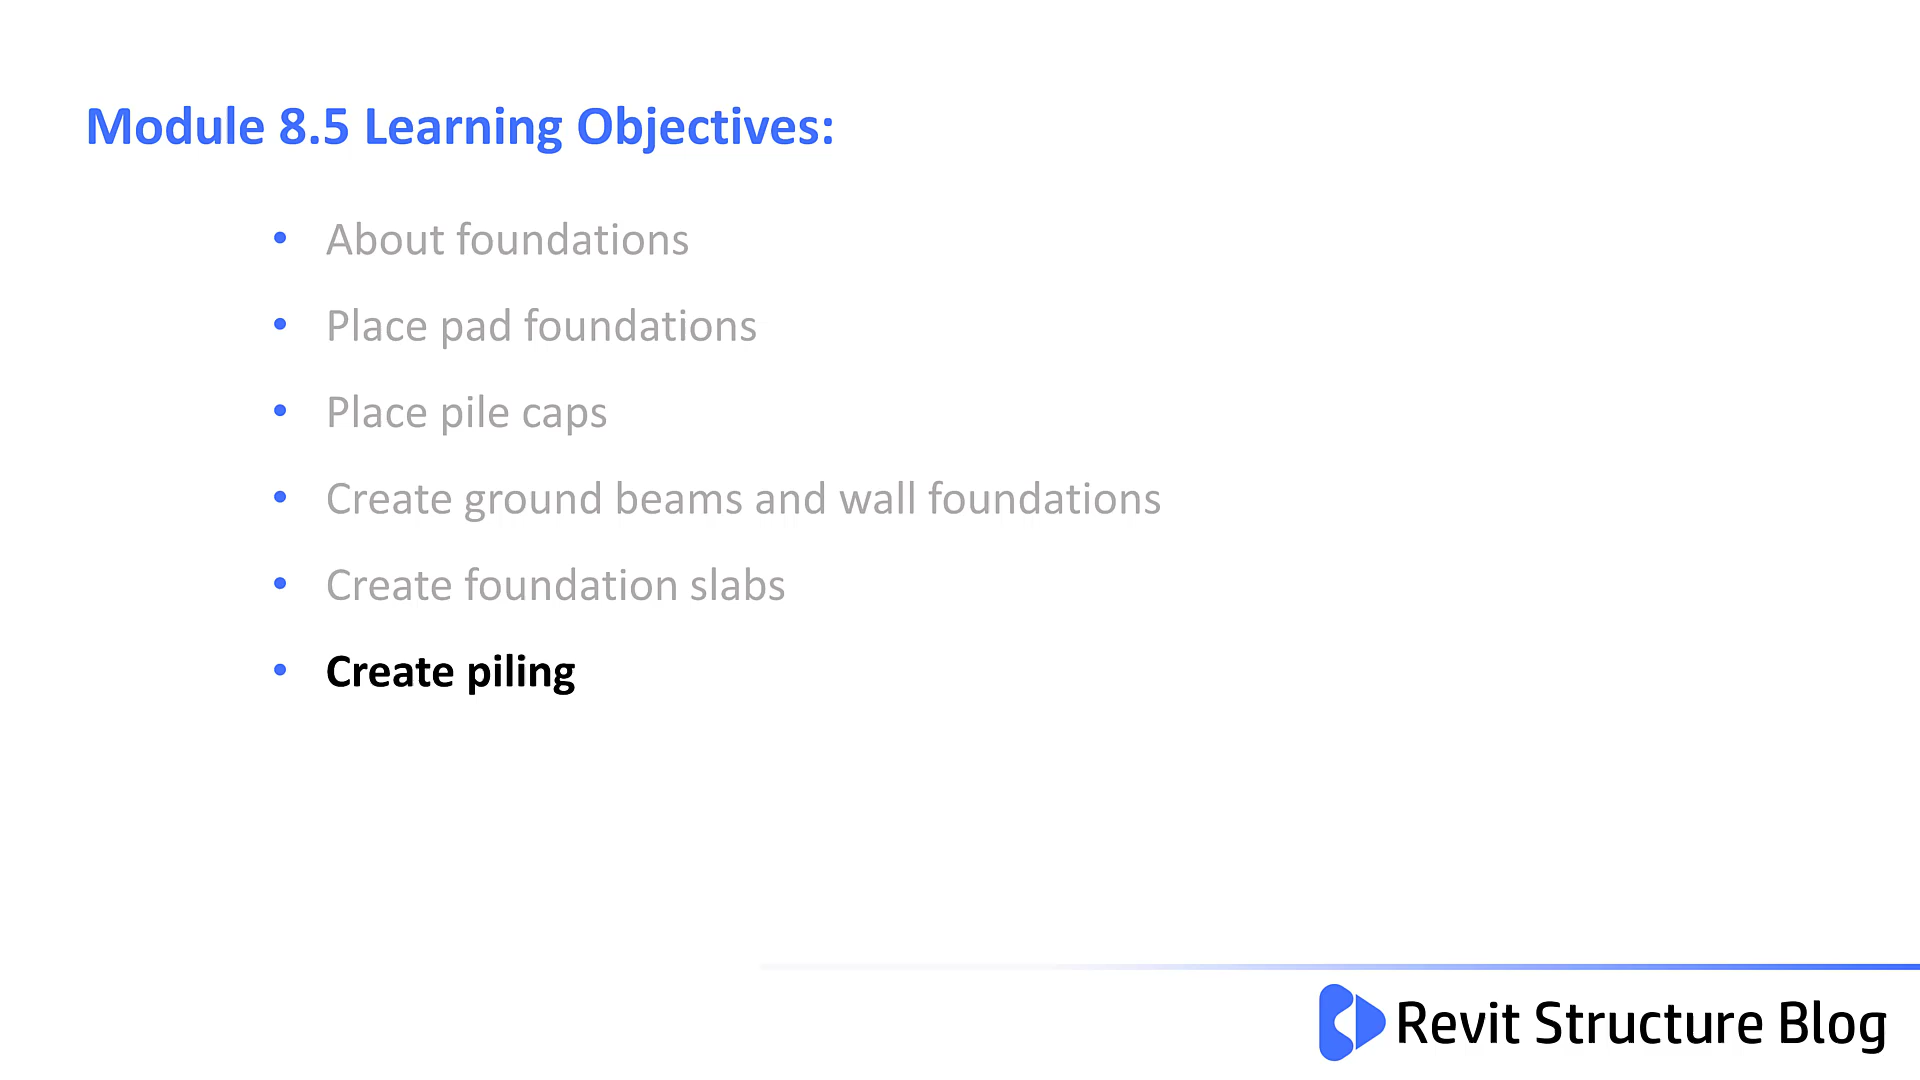 Module 8.5 Learning Objectives:
• About foundations
• Place pad foundations
• Place pile caps
• Create ground beams and wall foundations
• Create foundation slabs
• Create piling
Revit Structure Blog